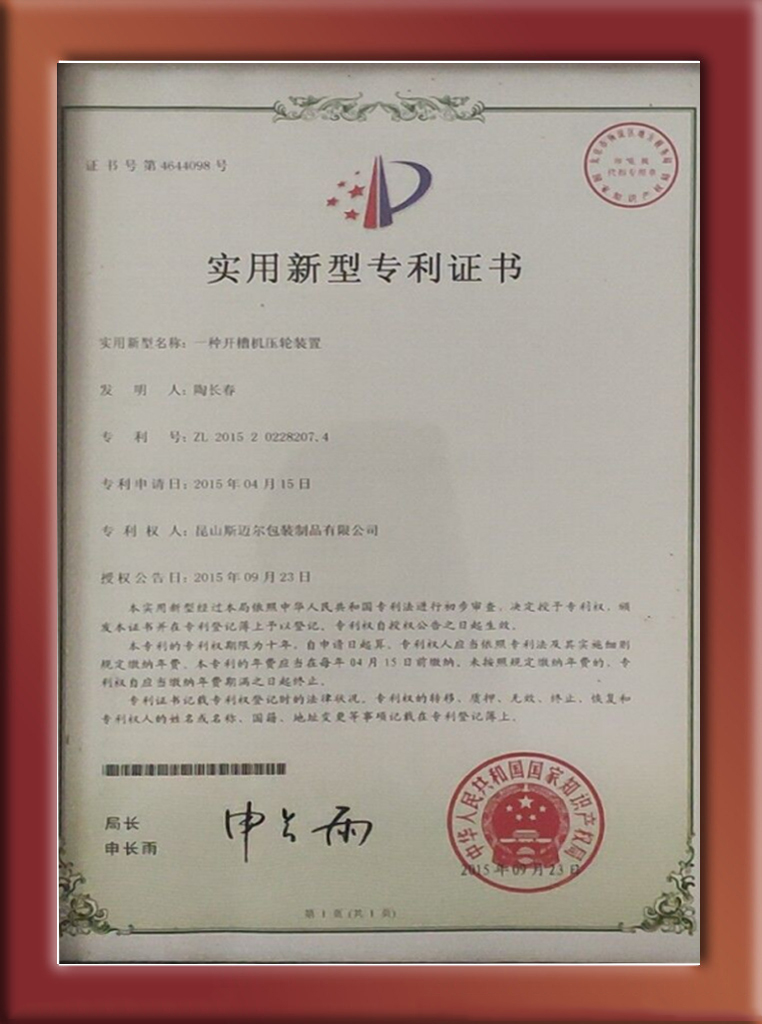 证书号第4644098号
代扣专用章
国家知识产权局
实用新型专利证书
实用新型名称：一种开槽机压轮装置
发明人：陶长春
专利号：ZL 2015 2 0228207.4
专利申请日：2015年04月15日
专利权人：昆山斯迈尔包装制品有限公司
授权公告日：2015年09月23日
本实用新型经过本局依照中华人民共和国专利法进行初步审查，决定授予专利权，颁
发本证书并在专利登记簿上予以登记。专利权自授权公告之日起生效。
本专利的专利权期限为十年，自申请日起算。专利权人应当依照专利法及其实施细则
规定缴纳年费。本专利的年费应当在每年04月15日前缴纳。未按照规定缴纳年费的，专
利权自应当缴纳年费期满之日起终止。
专利证书记载专利权登记时的法律状况。专利权的转移、质押、无效、终止、恢复和
专利权人的姓名或名称、国籍、地址变更等事项记载在专利登记簿上。
局长
申长雨
申长雨
中华人民共和国国家知识产权局
2015年09月23日
第1页(共1页)